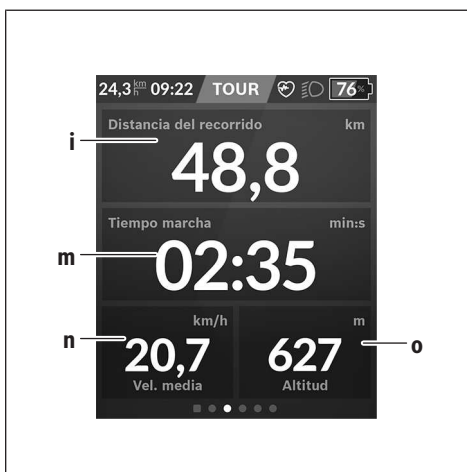 24,3 km/h 09:22 TOUR 76%
Distancia del recorrido km
i
48,8
Tiempo marcha min:s
m
02:35
km/h m
n
20,7 627
o
Vel. media Altitud